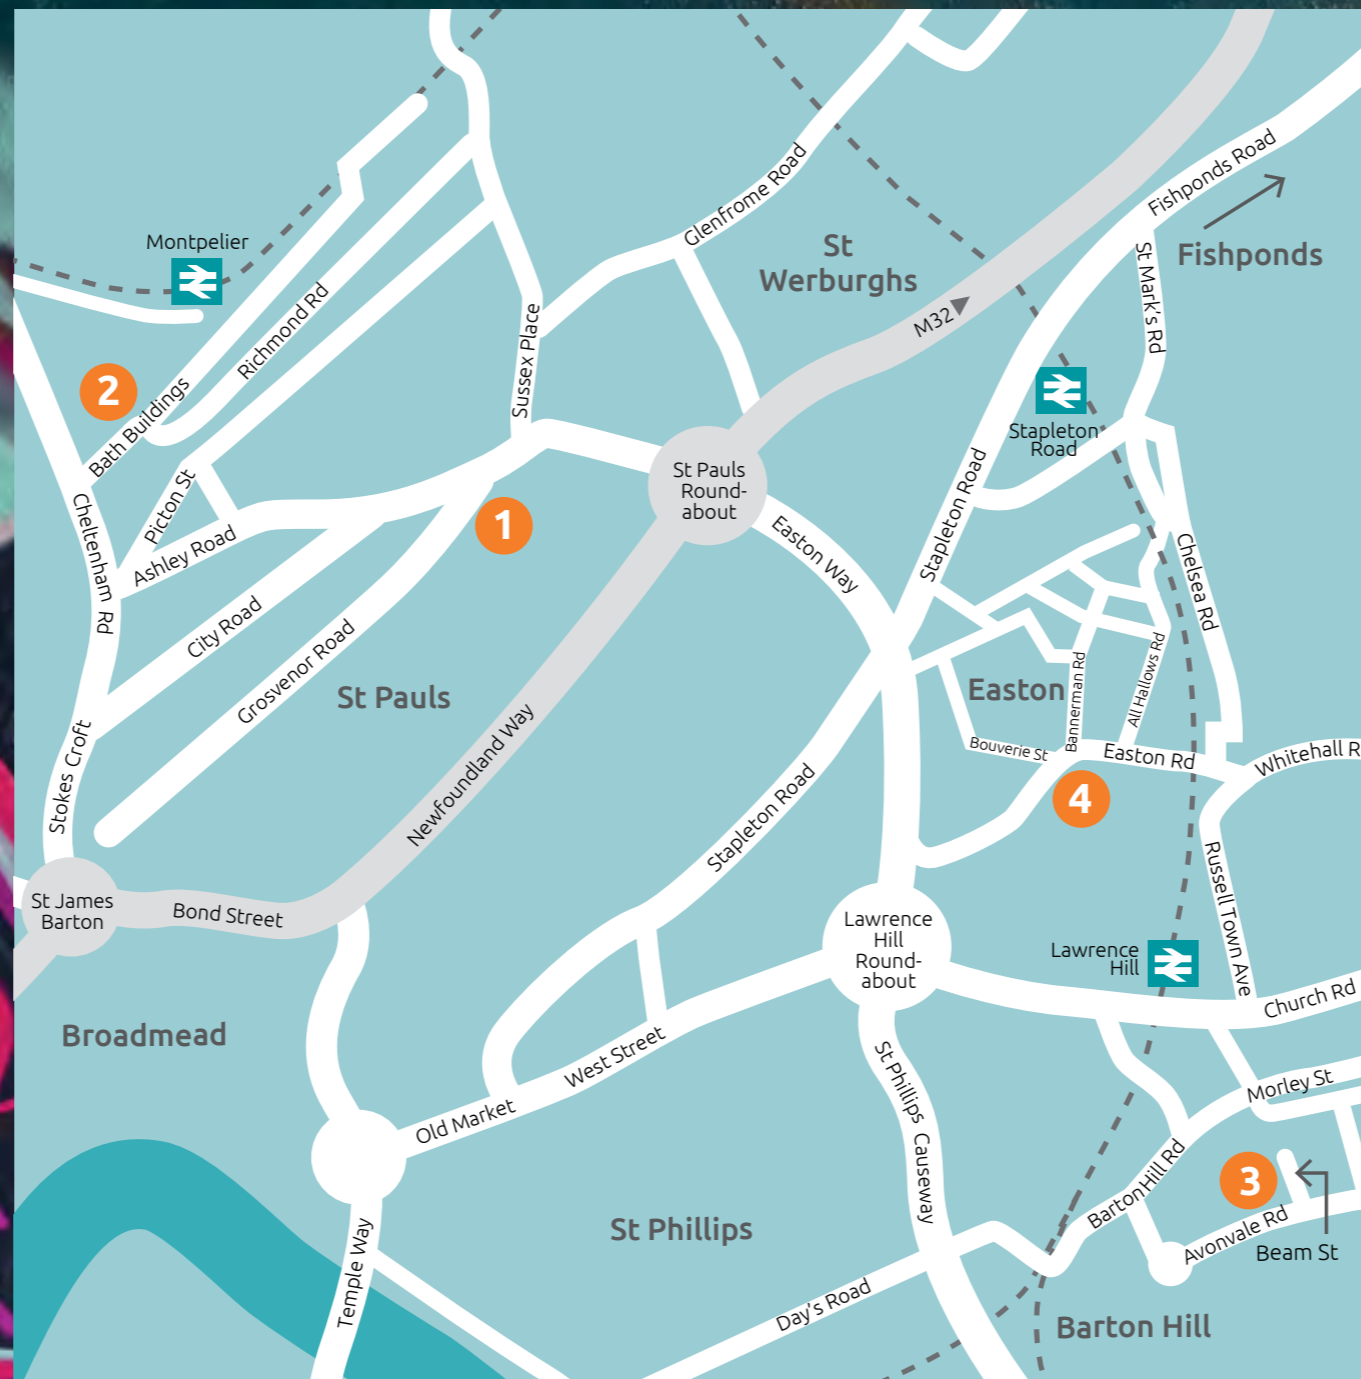 Montpelier
Glenfrome Road
Fishponds Road
St
Werburghs
Fishponds
St Mark's Rd
Richmond Rd
Sussex Place
M32
2
Bath Buildings
Stapleton
Road
Picton St
Cheltenham Rd
Ashley Road
1
St Pauls
Round-
about
Easton Way
Stapleton Road
Chelsea Rd
City Road
Grosvenor Road
St Pauls
Easton
Bannerman Rd
All Hallows Rd
Bouverie St
Easton Rd
Whitehall R
4
Stokes Croft
Newfoundland Way
Stapleton Road
Russell Town Ave
St James
Barton
Bond Street
Lawrence
Hill
Round-
about
Lawrence
Hill
Church Rd
Broadmead
West Street
Old Market
St Phillips Causeway
Morley St
Barton Hill Rd
3
Avonvale Rd
Beam St
St Phillips
Temple Way
Day's Road
Barton Hill